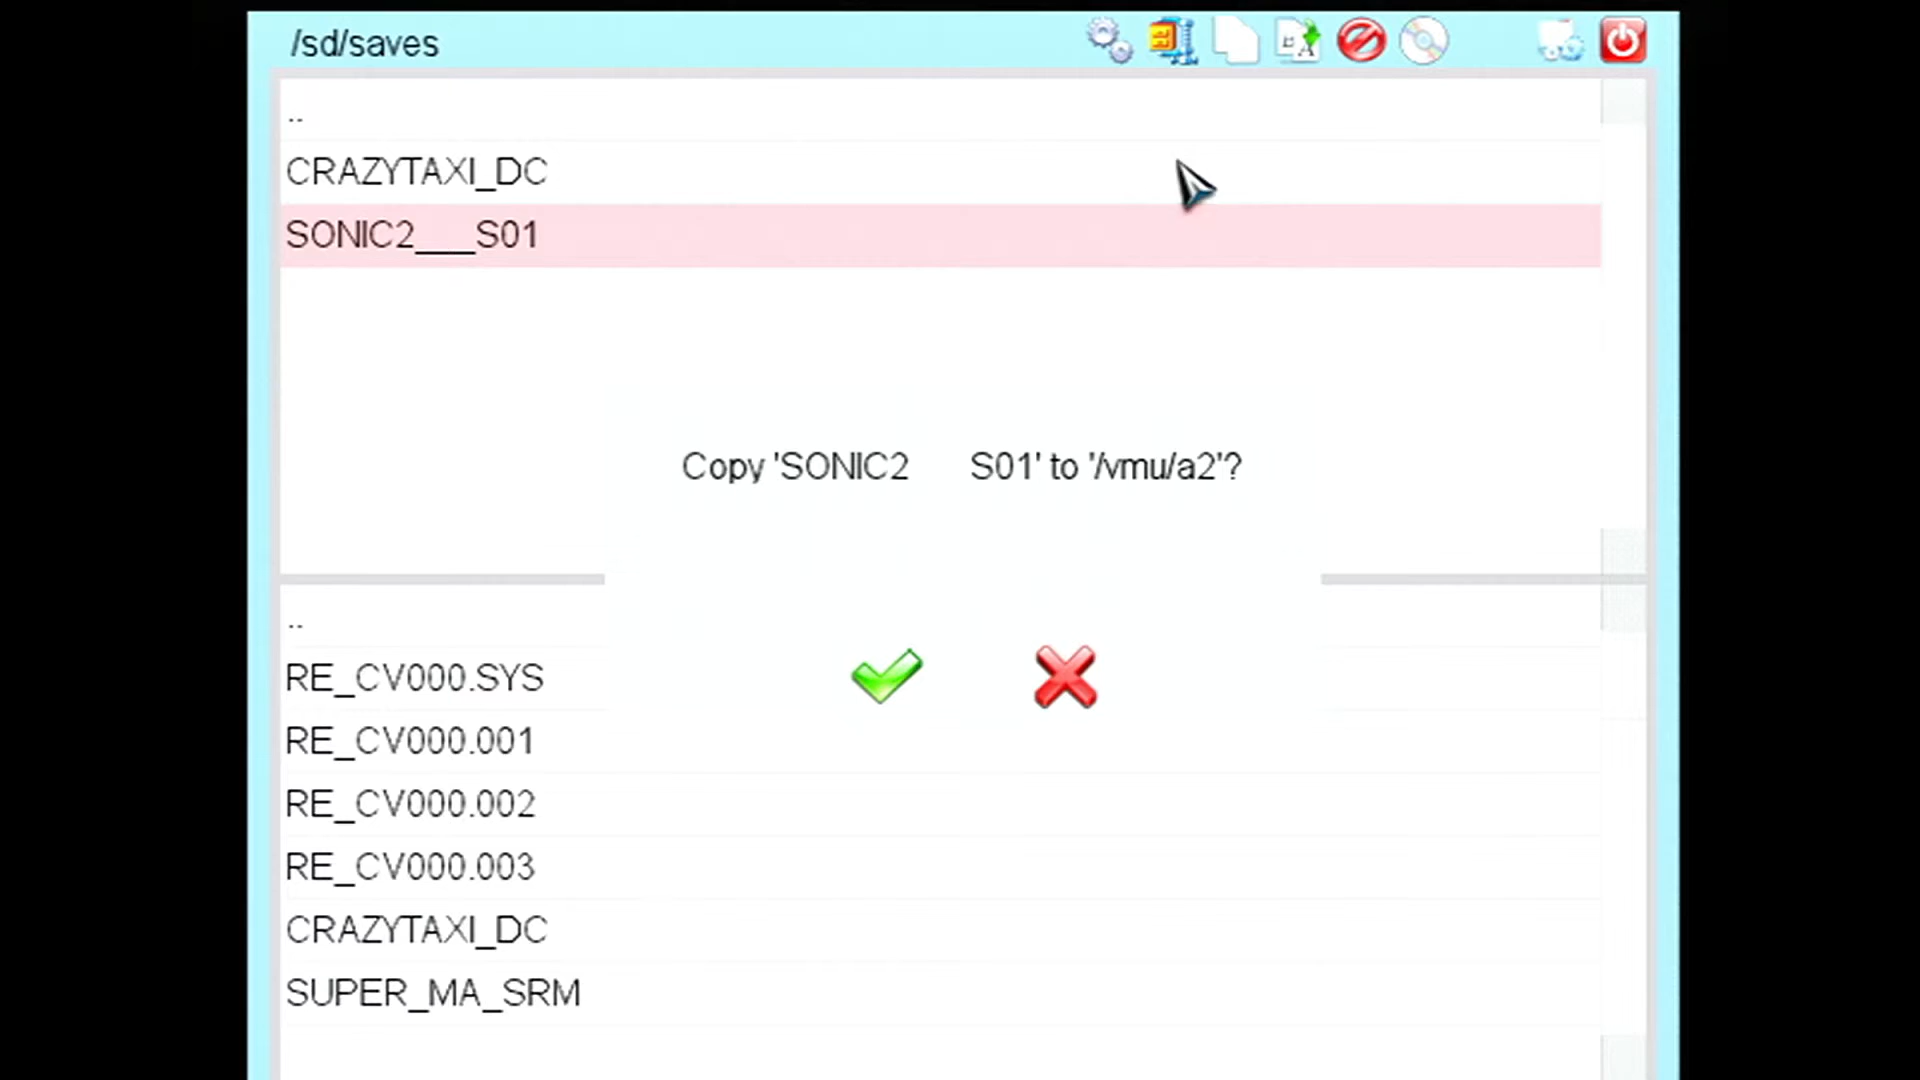 /sd/saves
..
CRAZYTAXI_DC
SONIC2___S01
Copy 'SONIC2   S01' to '/vmu/a2'?
..
RE_CV000.SYS
RE_CV000.001
RE_CV000.002
RE_CV000.003
CRAZYTAXI_DC
SUPER_MA_SRM